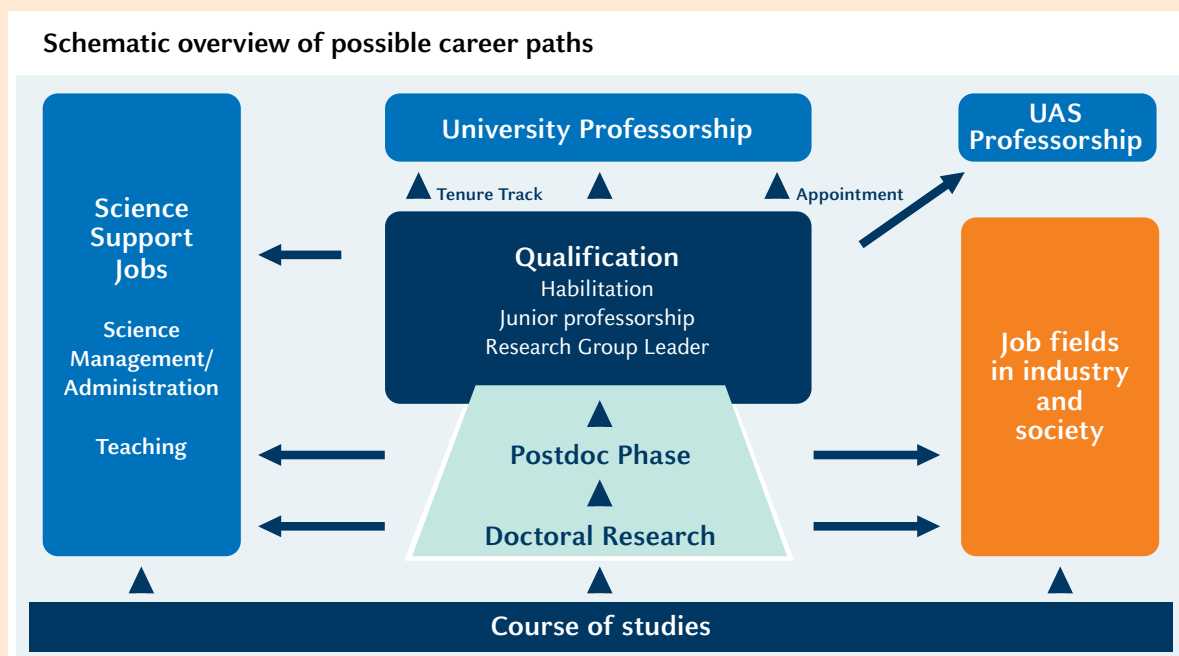 Schematic overview of possible career paths
Science
Support
Jobs
Science
Management/
Administration
Teaching
University Professorship
Tenure Track
Appointment
Qualification
Habilitation
Junior professorship
Research Group Leader
Postdoc Phase
Doctoral Research
UAS
Professorship
Job fields
in industry
and
society
Course of studies